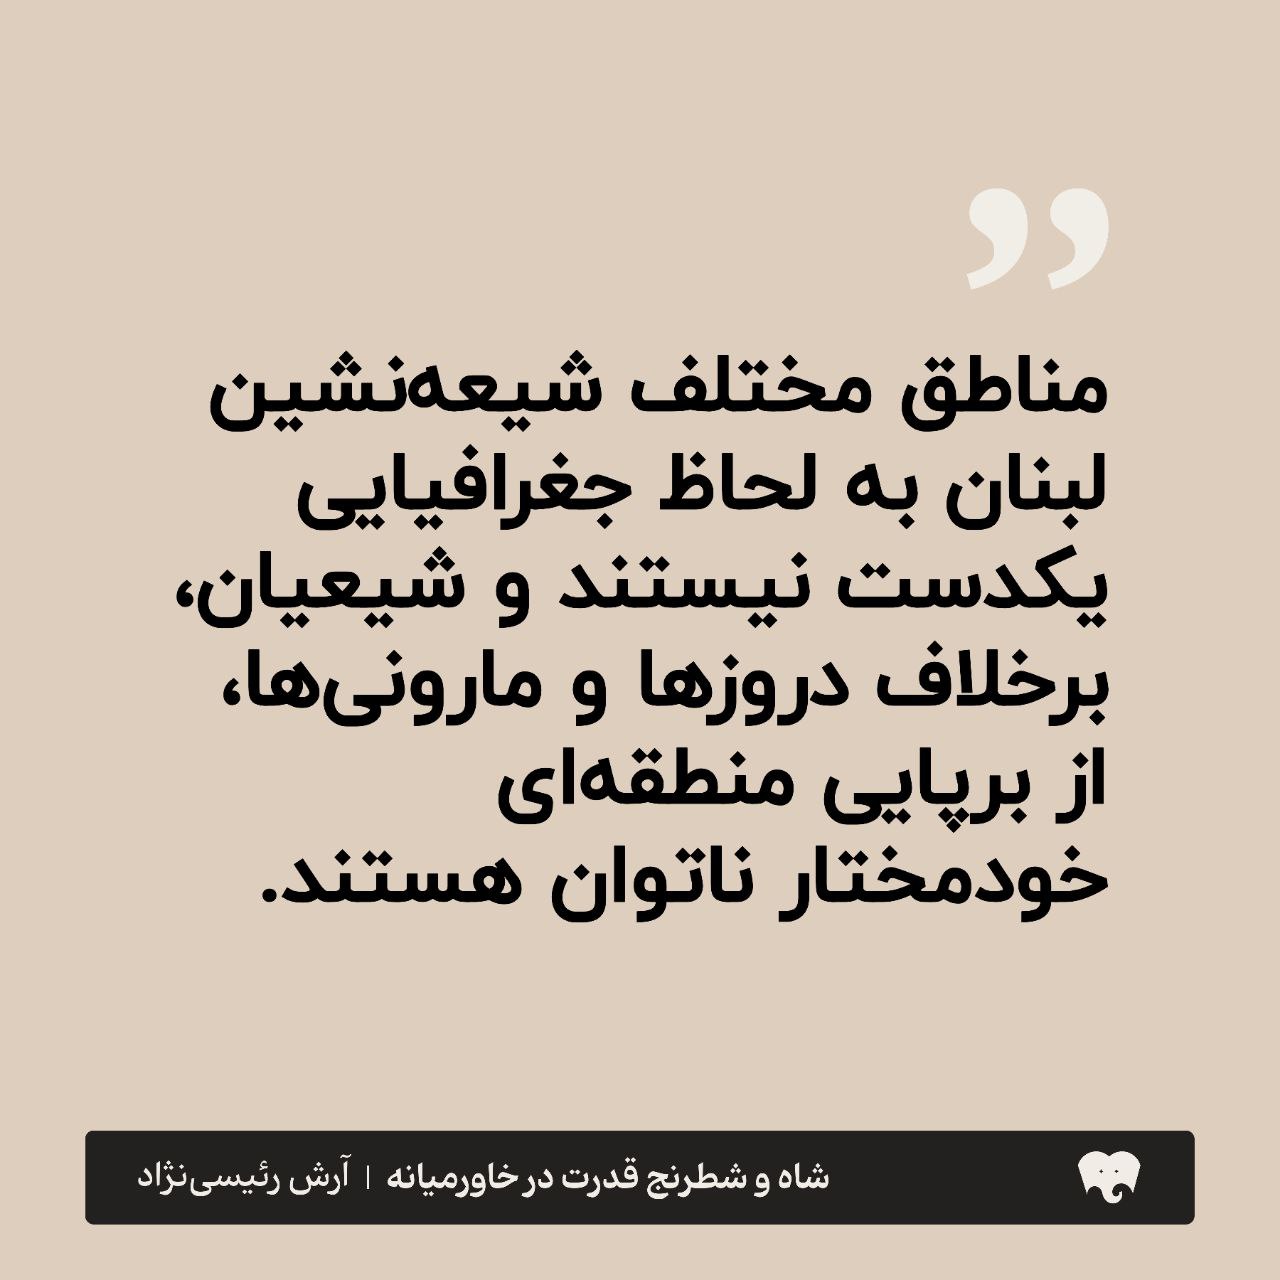 ”
مناطق مختلف شیعه‌نشین
لبنان به لحاظ جغرافیایی
یکدست نیستند و شیعیان،
برخلاف دروزها و مارونی‌ها،
از برپایی منطقه‌ای
خودمختار ناتوان هستند.
شاه و شطرنج قدرت در خاورمیانه | آرش رئیسی‌نژاد